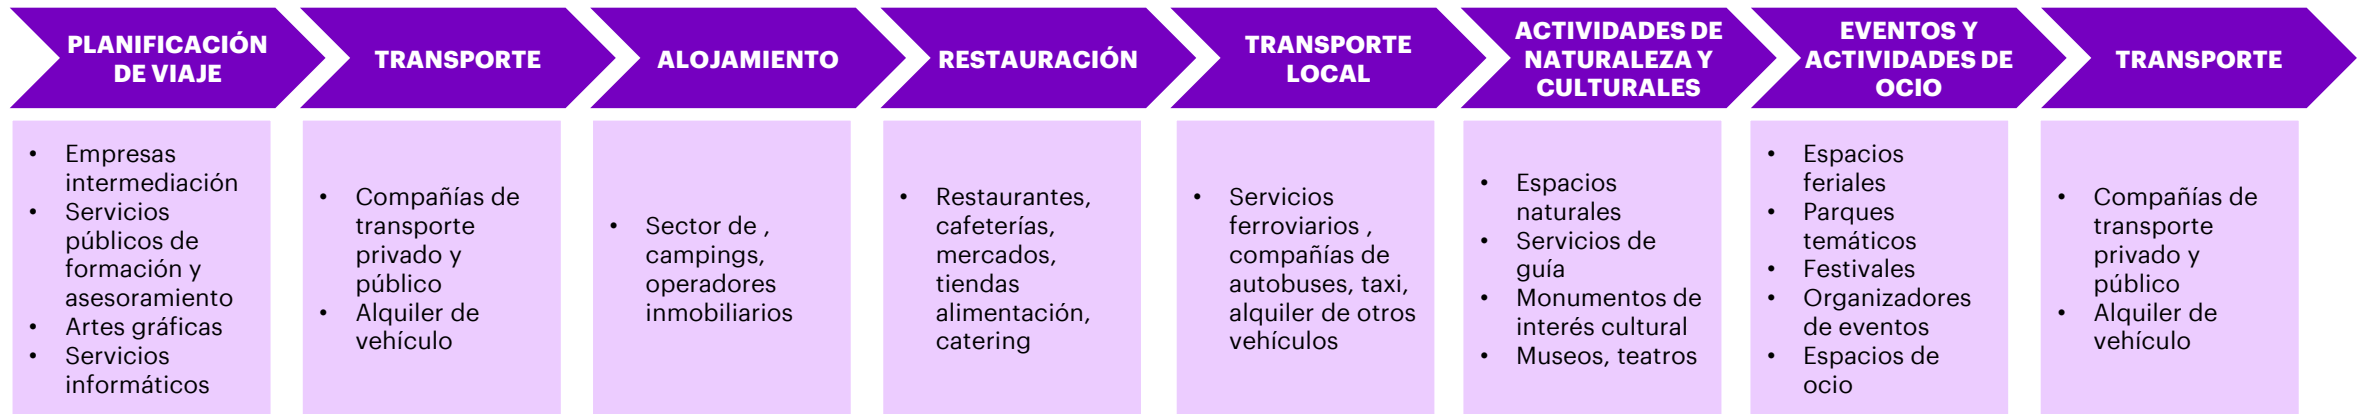 PLANIFICACIÓN
DE VIAJE
TRANSPORTE
ALOJAMIENTO
RESTAURACIÓN
TRANSPORTE
LOCAL
ACTIVIDADES DE
NATURALEZA Y
CULTURALES
EVENTOS Y
ACTIVIDADES DE
OCIO
TRANSPORTE
• Empresas
intermediación
• Servicios
públicos de
formación y
asesoramiento
• Artes gráficas
• Servicios
informáticos
• Compañías de
transporte
privado y
público
• Alquiler de
vehículo
• Sector de ,
campings,
operadores
inmobiliarios
• Restaurantes,
cafeterías,
mercados,
tiendas
alimentación,
catering
• Servicios
ferroviarios ,
compañías de
autobuses, taxi,
alquiler de otros
vehículos
• Espacios
naturales
• Servicios de
guía
• Monumentos de
interés cultural
• Museos, teatros
• Espacios
feriales
• Parques
temáticos
• Festivales
• Organizadores
de eventos
• Espacios de
ocio
• Compañías de
transporte
privado y
público
• Alquiler de
vehículo